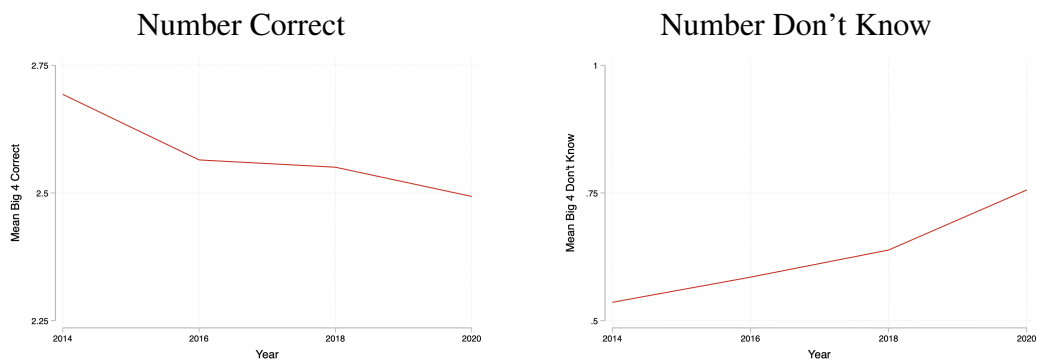 Number Correct
Mean Big 4 Correct
2.75
2.5
2.25
2014
2016
2018
2020
Year
Number Don't Know
Mean Big 4 Don't Know
1
.75
.5
2014
2016
2018
2020
Year